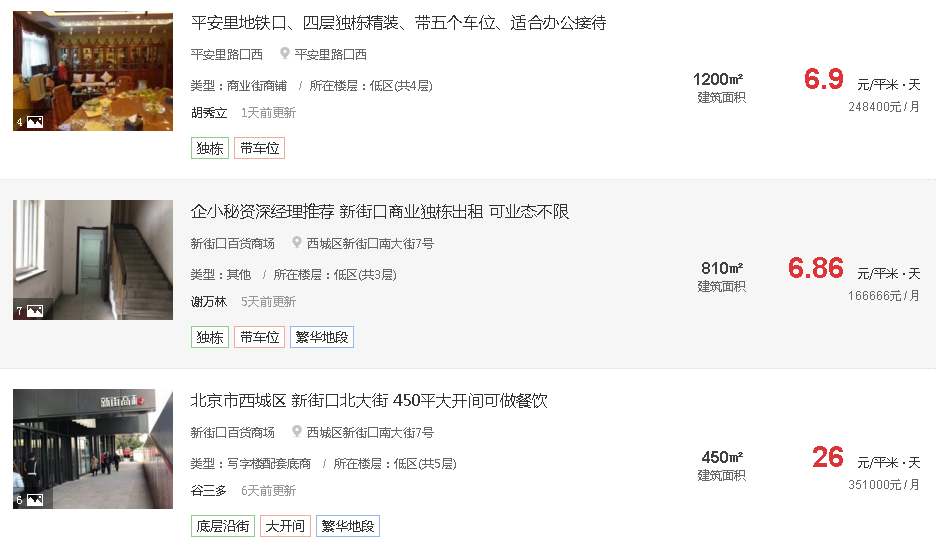 平安里地铁口、四层独栋精装、带五个车位、适合办公接待
平安里路口西 平安里路口西
类型：商业街商铺 / 所在楼层：低区(共4层)
胡秀立 1天前更新
独栋 带车位
1200m²
建筑面积
6.9 元/平米·天
248400元/月
4
企小秘资深经理推荐 新街口商业独栋出租 可业态不限
新街口百货商场 西城区新街口南大街7号
类型：其他 / 所在楼层：低区(共3层)
谢万林 5天前更新
独栋 带车位 繁华地段
810m²
建筑面积
6.86 元/平米·天
166666元/月
7
北京市西城区 新街口北大街 450平大开间可做餐饮
新街口百货商场 西城区新街口南大街7号
类型：写字楼配套底商 / 所在楼层：低区(共5层)
谷三多 6天前更新
底层沿街 大开间 繁华地段
450m²
建筑面积
26 元/平米·天
351000元/月
新街高和
6